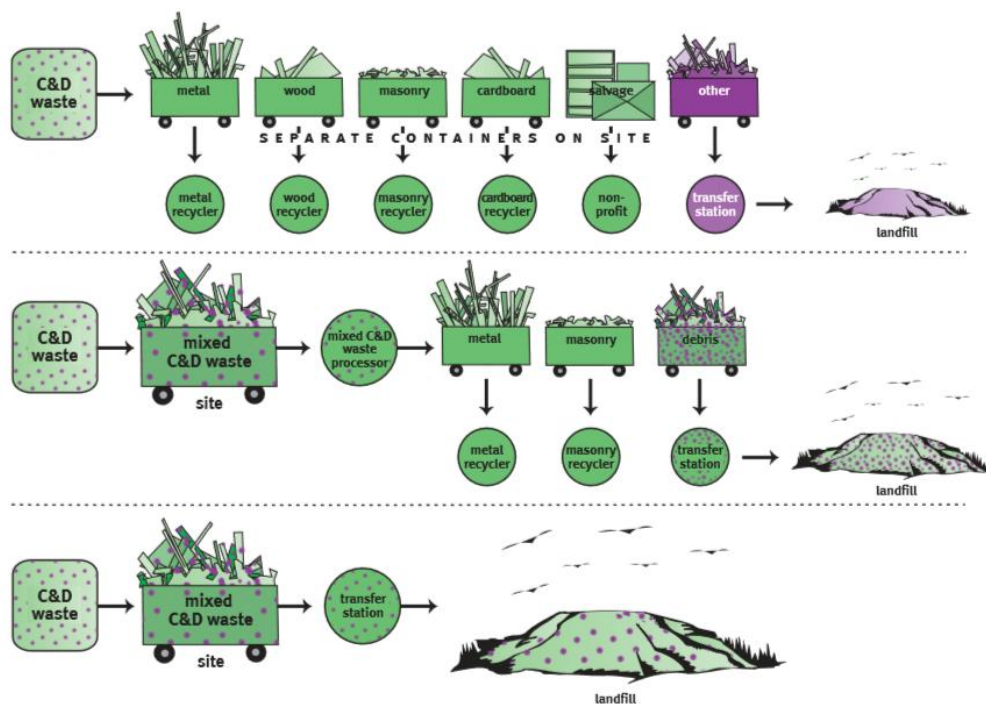 C&D
waste
metal
wood
masonry
cardboard
salvage
other
SEPARATE CONTAINERS ON SITE
metal
recycler
wood
recycler
masonry
recycler
cardboard
recycler
non-
profit
transfer
station
landfill
C&D
waste
mixed
C&D waste
site
mixed C&D
waste
processor
metal
masonry
debris
metal
recycler
masonry
recycler
transfer
station
landfill
C&D
waste
mixed
C&D waste
site
transfer
station
landfill